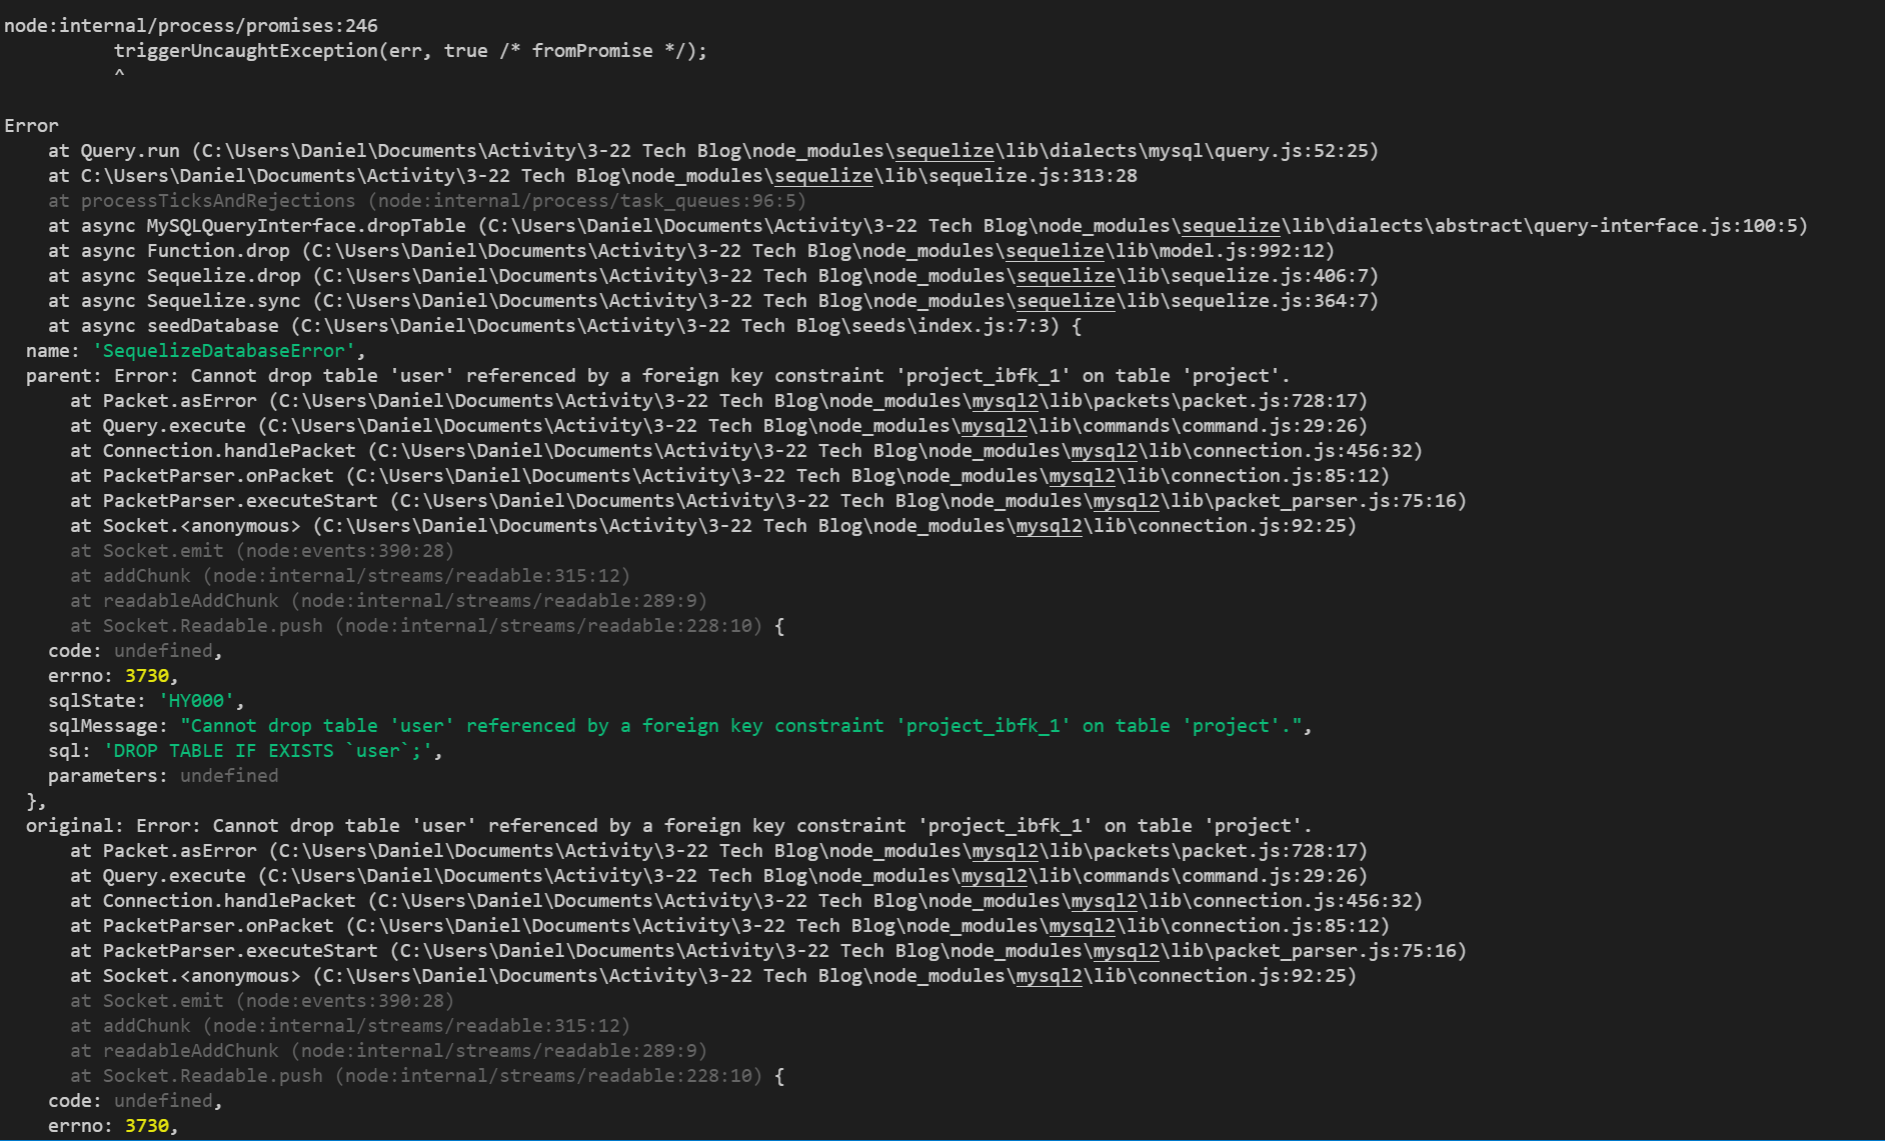 node:internal/process/promises:246
          triggerUncaughtException(err, true /* fromPromise */);
          ^

Error
    at Query.run (C:\Users\Daniel\Documents\Activity\3-22 Tech Blog\node_modules\sequelize\lib\dialects\mysql\query.js:52:25)
    at C:\Users\Daniel\Documents\Activity\3-22 Tech Blog\node_modules\sequelize\lib\sequelize.js:313:28
    at processTicksAndRejections (node:internal/process/task_queues:96:5)
    at async MySQLQueryInterface.dropTable (C:\Users\Daniel\Documents\Activity\3-22 Tech Blog\node_modules\sequelize\lib\dialects\abstract\query-interface.js:100:5)
    at async Function.drop (C:\Users\Daniel\Documents\Activity\3-22 Tech Blog\node_modules\sequelize\lib\model.js:992:12)
    at async Sequelize.drop (C:\Users\Daniel\Documents\Activity\3-22 Tech Blog\node_modules\sequelize\lib\sequelize.js:406:7)
    at async Sequelize.sync (C:\Users\Daniel\Documents\Activity\3-22 Tech Blog\node_modules\sequelize\lib\sequelize.js:364:7)
    at async seedDatabase (C:\Users\Daniel\Documents\Activity\3-22 Tech Blog\seeds\index.js:7:3) {
  name: 'SequelizeDatabaseError',
  parent: Error: Cannot drop table 'user' referenced by a foreign key constraint 'project_ibfk_1' on table 'project'.
      at Packet.asError (C:\Users\Daniel\Documents\Activity\3-22 Tech Blog\node_modules\mysql2\lib\packets\packet.js:728:17)
      at Query.execute (C:\Users\Daniel\Documents\Activity\3-22 Tech Blog\node_modules\mysql2\lib\commands\command.js:29:26)
      at Connection.handlePacket (C:\Users\Daniel\Documents\Activity\3-22 Tech Blog\node_modules\mysql2\lib\connection.js:456:32)
      at PacketParser.onPacket (C:\Users\Daniel\Documents\Activity\3-22 Tech Blog\node_modules\mysql2\lib\connection.js:85:12)
      at PacketParser.executeStart (C:\Users\Daniel\Documents\Activity\3-22 Tech Blog\node_modules\mysql2\lib\packet_parser.js:75:16)
      at Socket.<anonymous> (C:\Users\Daniel\Documents\Activity\3-22 Tech Blog\node_modules\mysql2\lib\connection.js:92:25)
      at Socket.emit (node:events:390:28)
      at addChunk (node:internal/streams/readable:315:12)
      at readableAddChunk (node:internal/streams/readable:289:9)
      at Socket.Readable.push (node:internal/streams/readable:228:10) {
    code: undefined,
    errno: 3730,
    sqlState: 'HY000',
    sqlMessage: "Cannot drop table 'user' referenced by a foreign key constraint 'project_ibfk_1' on table 'project'.",
    sql: 'DROP TABLE IF EXISTS `user`;',
    parameters: undefined
  },
  original: Error: Cannot drop table 'user' referenced by a foreign key constraint 'project_ibfk_1' on table 'project'.
      at Packet.asError (C:\Users\Daniel\Documents\Activity\3-22 Tech Blog\node_modules\mysql2\lib\packets\packet.js:728:17)
      at Query.execute (C:\Users\Daniel\Documents\Activity\3-22 Tech Blog\node_modules\mysql2\lib\commands\command.js:29:26)
      at Connection.handlePacket (C:\Users\Daniel\Documents\Activity\3-22 Tech Blog\node_modules\mysql2\lib\connection.js:456:32)
      at PacketParser.onPacket (C:\Users\Daniel\Documents\Activity\3-22 Tech Blog\node_modules\mysql2\lib\connection.js:85:12)
      at PacketParser.executeStart (C:\Users\Daniel\Documents\Activity\3-22 Tech Blog\node_modules\mysql2\lib\packet_parser.js:75:16)
      at Socket.<anonymous> (C:\Users\Daniel\Documents\Activity\3-22 Tech Blog\node_modules\mysql2\lib\connection.js:92:25)
      at Socket.emit (node:events:390:28)
      at addChunk (node:internal/streams/readable:315:12)
      at readableAddChunk (node:internal/streams/readable:289:9)
      at Socket.Readable.push (node:internal/streams/readable:228:10) {
    code: undefined,
    errno: 3730,